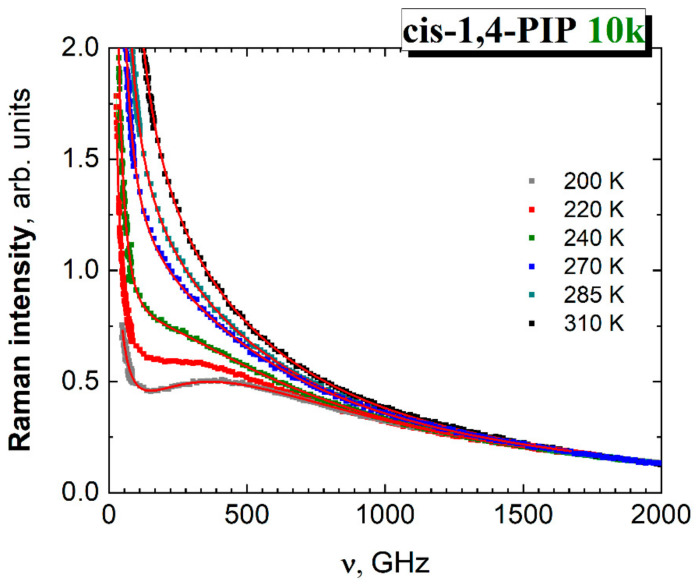 cis-1,4-PIP 10k
2.0
1.5
1.0
0.5
0.0
Raman intensity, arb. units
200 K
220 K
240 K
270 K
285 K
310 K
0 500 1000 1500 2000
ν, GHz